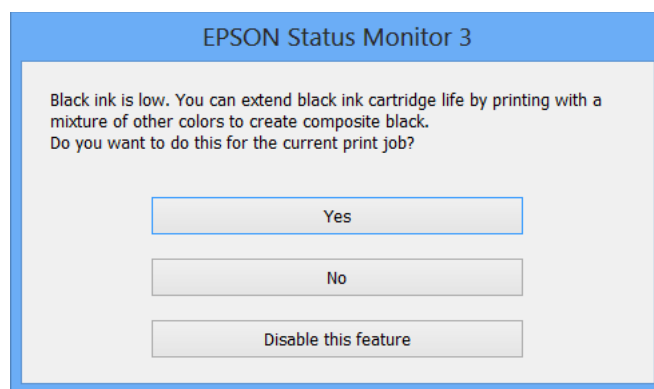 EPSON Status Monitor 3
Black ink is low. You can extend black ink cartridge life by printing with a
mixture of other colors to create composite black.
Do you want to do this for the current print job?
Yes
No
Disable this feature